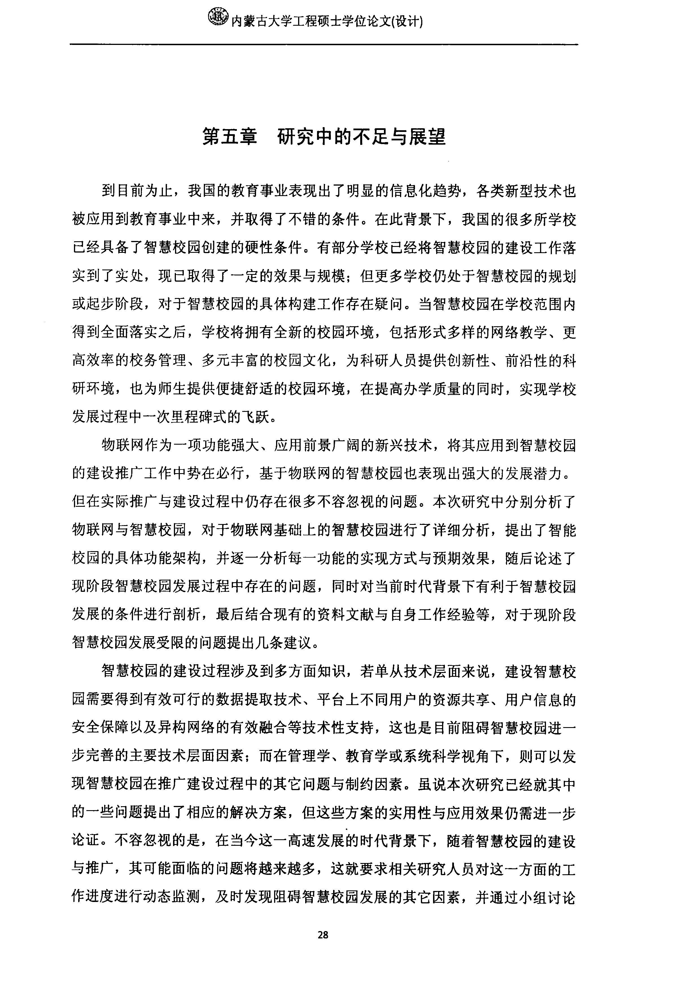 内蒙古大学工程硕士学位论文(设计)
第五章 研究中的不足与展望
到目前为止，我国的教育事业表现出了明显的信息化趋势，各类新型技术也
被应用到教育事业中来，并取得了不错的条件。在此背景下，我国的很多所学校
已经具备了智慧校园创建的硬性条件。有部分学校已经将智慧校园的建设工作落
实到了实处，现已取得了一定的效果与规模；但更多学校仍处于智慧校园的规划
或起步阶段，对于智慧校园的具体构建工作存在疑问。当智慧校园在学校范围内
得到全面落实之后，学校将拥有全新的校园环境，包括形式多样的网络教学、更
高效率的校务管理、多元丰富的校园文化，为科研人员提供创新性、前沿性的科
研环境，也为师生提供便捷舒适的校园环境，在提高办学质量的同时，实现学校
发展过程中一次里程碑式的飞跃。
物联网作为一项功能强大、应用前景广阔的新兴技术，将其应用到智慧校园
的建设推广工作中势在必行，基于物联网的智慧校园也表现出强大的发展潜力。
但在实际推广与建设过程中仍存在很多不容忽视的问题。本次研究中分别分析了
物联网与智慧校园，对于物联网基础上的智慧校园进行了详细分析，提出了智能
校园的具体功能架构，并逐一分析每一功能的实现方式与预期效果，随后论述了
现阶段智慧校园发展过程中存在的问题，同时对当前时代背景下有利于智慧校园
发展的条件进行剖析，最后结合现有的资料文献与自身工作经验等，对于现阶段
智慧校园发展受限的问题提出几条建议。
智慧校园的建设过程涉及到多方面知识，若单从技术层面来说，建设智慧校
园需要得到有效可行的数据提取技术、平台上不同用户的资源共享、用户信息的
安全保障以及异构网络的有效融合等技术性支持，这也是目前阻碍智慧校园进一
步完善的主要技术层面因素；而在管理学、教育学或系统科学视角下，则可以发
现智慧校园在推广建设过程中的其它问题与制约因素。虽说本次研究已经就其中
的一些问题提出了相应的解决方案，但这些方案的实用性与应用效果仍需进一步
论证。不容忽视的是，在当今这一高速发展的时代背景下，随着智慧校园的建设
与推广，其可能面临的问题将越来越多，这就要求相关研究人员对这一方面的工
作进度进行动态监测，及时发现阻碍智慧校园发展的其它因素，并通过小组讨论
28